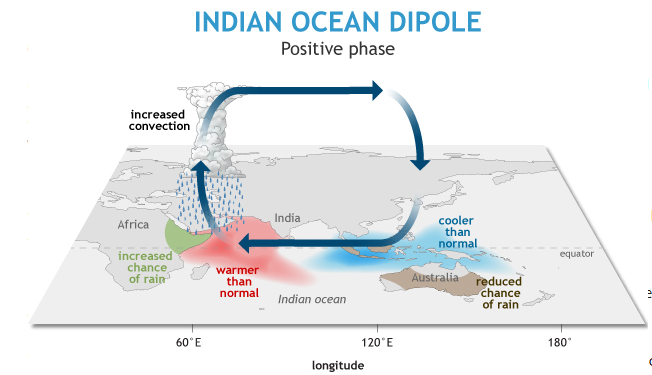 INDIAN OCEAN DIPOLE
Positive phase
increased
convection
Africa
India
cooler
than
normal
equator
increased
chance
of rain
warmer
than
normal
Indian ocean
Australia
reduced
chance
of rain
60°E
120°E
180°
longitude